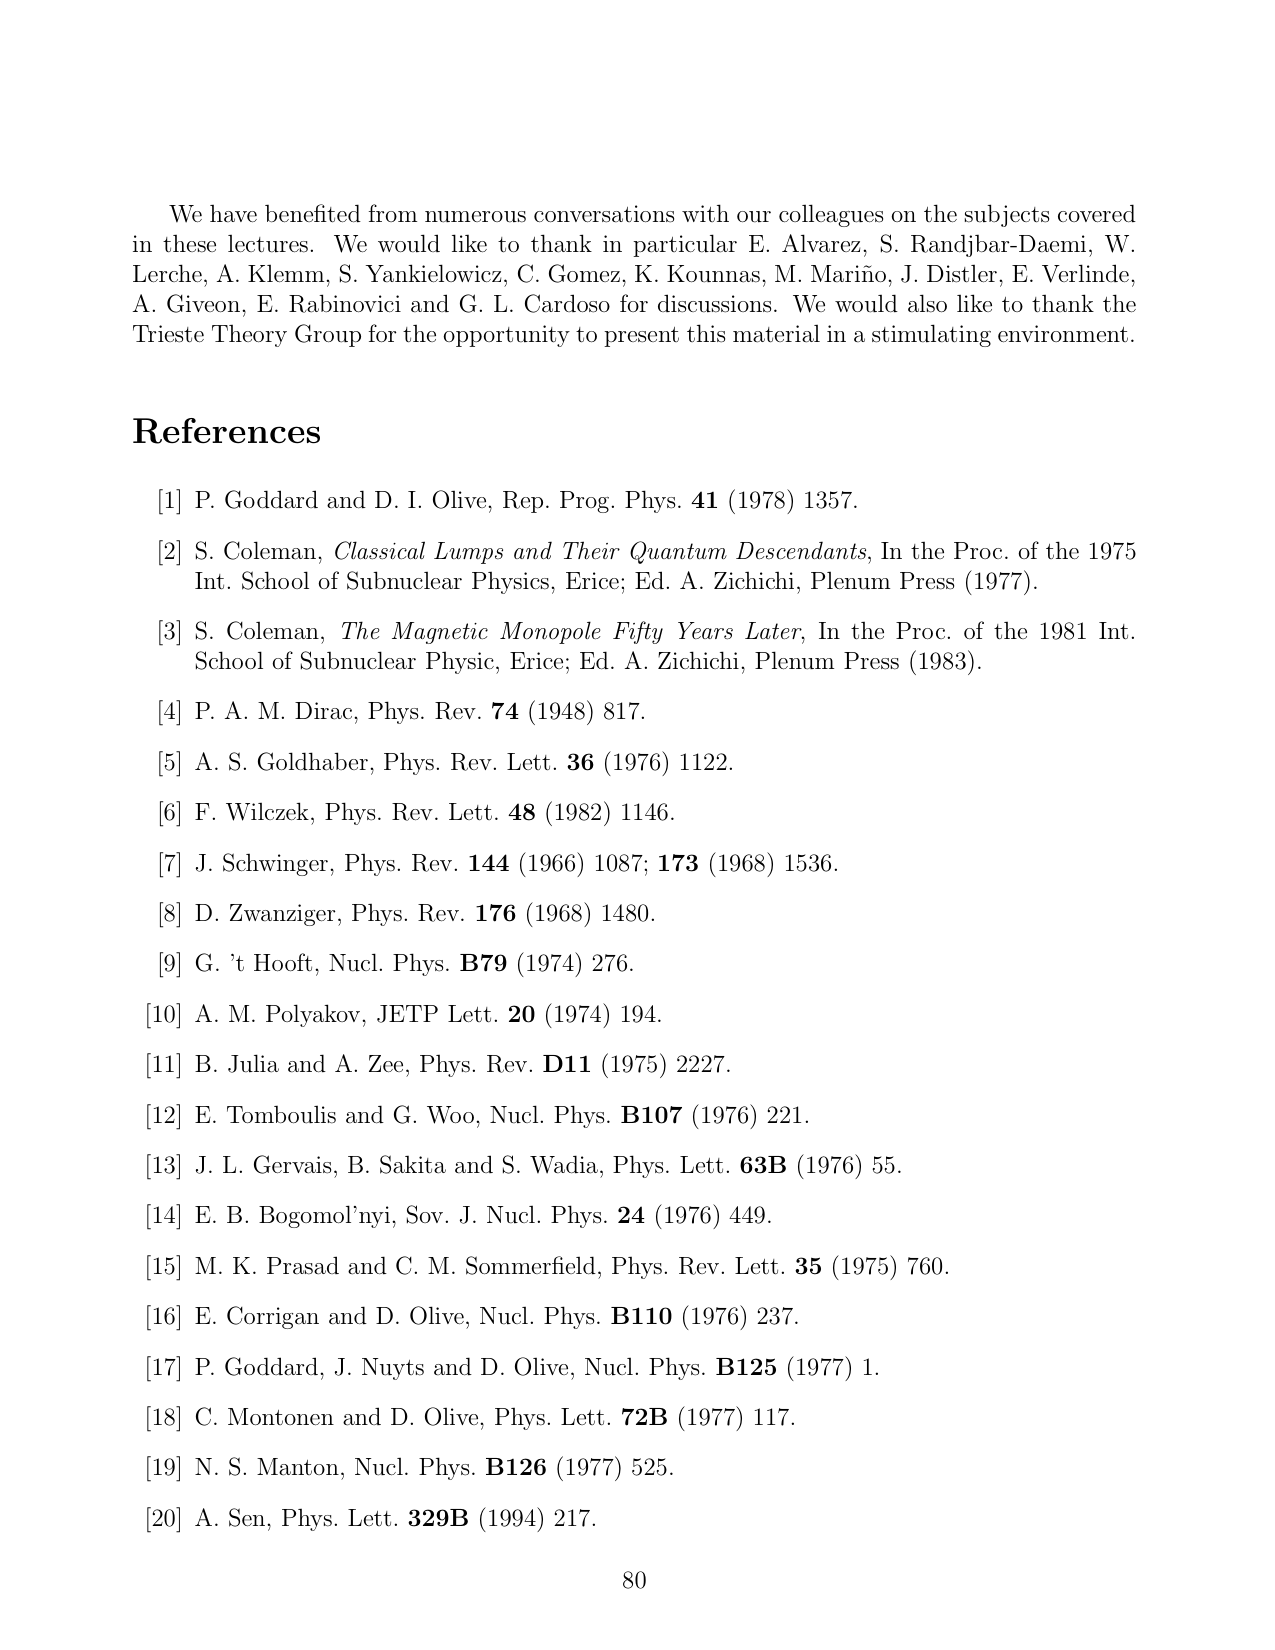 We have benefited from numerous conversations with our colleagues on the subjects covered
in these lectures. We would like to thank in particular E. Alvarez, S. Randjbar-Daemi, W.
Lerche, A. Klemm, S. Yankielowicz, C. Gomez, K. Kounnas, M. Mariño, J. Distler, E. Verlinde,
A. Giveon, E. Rabinovici and G. L. Cardoso for discussions. We would also like to thank the
Trieste Theory Group for the opportunity to present this material in a stimulating environment.
References
[1] P. Goddard and D. I. Olive, Rep. Prog. Phys. 41 (1978) 1357.
[2] S. Coleman, Classical Lumps and Their Quantum Descendants, In the Proc. of the 1975
Int. School of Subnuclear Physics, Erice; Ed. A. Zichichi, Plenum Press (1977).
[3] S. Coleman, The Magnetic Monopole Fifty Years Later, In the Proc. of the 1981 Int.
School of Subnuclear Physic, Erice; Ed. A. Zichichi, Plenum Press (1983).
[4] P. A. M. Dirac, Phys. Rev. 74 (1948) 817.
[5] A. S. Goldhaber, Phys. Rev. Lett. 36 (1976) 1122.
[6] F. Wilczek, Phys. Rev. Lett. 48 (1982) 1146.
[7] J. Schwinger, Phys. Rev. 144 (1966) 1087; 173 (1968) 1536.
[8] D. Zwanziger, Phys. Rev. 176 (1968) 1480.
[9] G. 't Hooft, Nucl. Phys. B79 (1974) 276.
[10] A. M. Polyakov, JETP Lett. 20 (1974) 194.
[11] B. Julia and A. Zee, Phys. Rev. D11 (1975) 2227.
[12] E. Tomboulis and G. Woo, Nucl. Phys. B107 (1976) 221.
[13] J. L. Gervais, B. Sakita and S. Wadia, Phys. Lett. 63B (1976) 55.
[14] E. B. Bogomol'nyi, Sov. J. Nucl. Phys. 24 (1976) 449.
[15] M. K. Prasad and C. M. Sommerfield, Phys. Rev. Lett. 35 (1975) 760.
[16] E. Corrigan and D. Olive, Nucl. Phys. B110 (1976) 237.
[17] P. Goddard, J. Nuyts and D. Olive, Nucl. Phys. B125 (1977) 1.
[18] C. Montonen and D. Olive, Phys. Lett. 72B (1977) 117.
[19] N. S. Manton, Nucl. Phys. B126 (1977) 525.
[20] A. Sen, Phys. Lett. 329B (1994) 217.
80